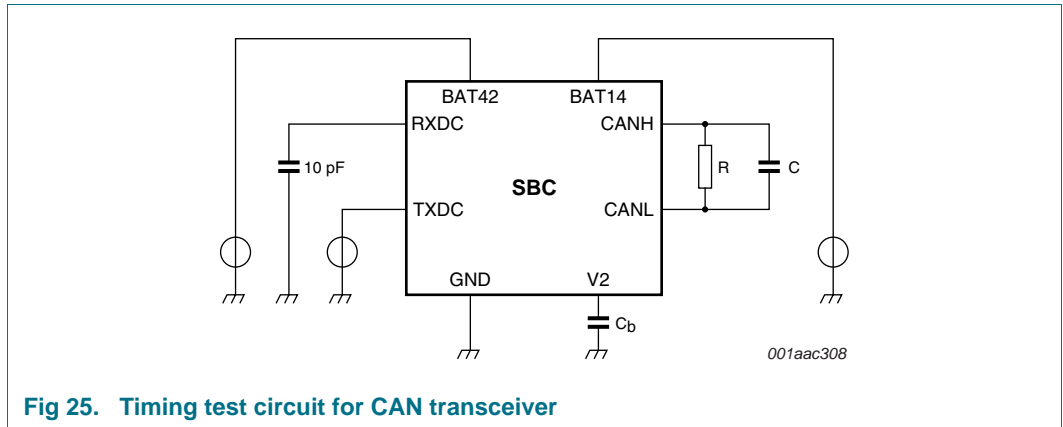 BAT42 BAT14
RXDC CANH
10 pF
SBC
R C
TXDC CANL
GND V2
Cb
001aac308
Fig 25. Timing test circuit for CAN transceiver